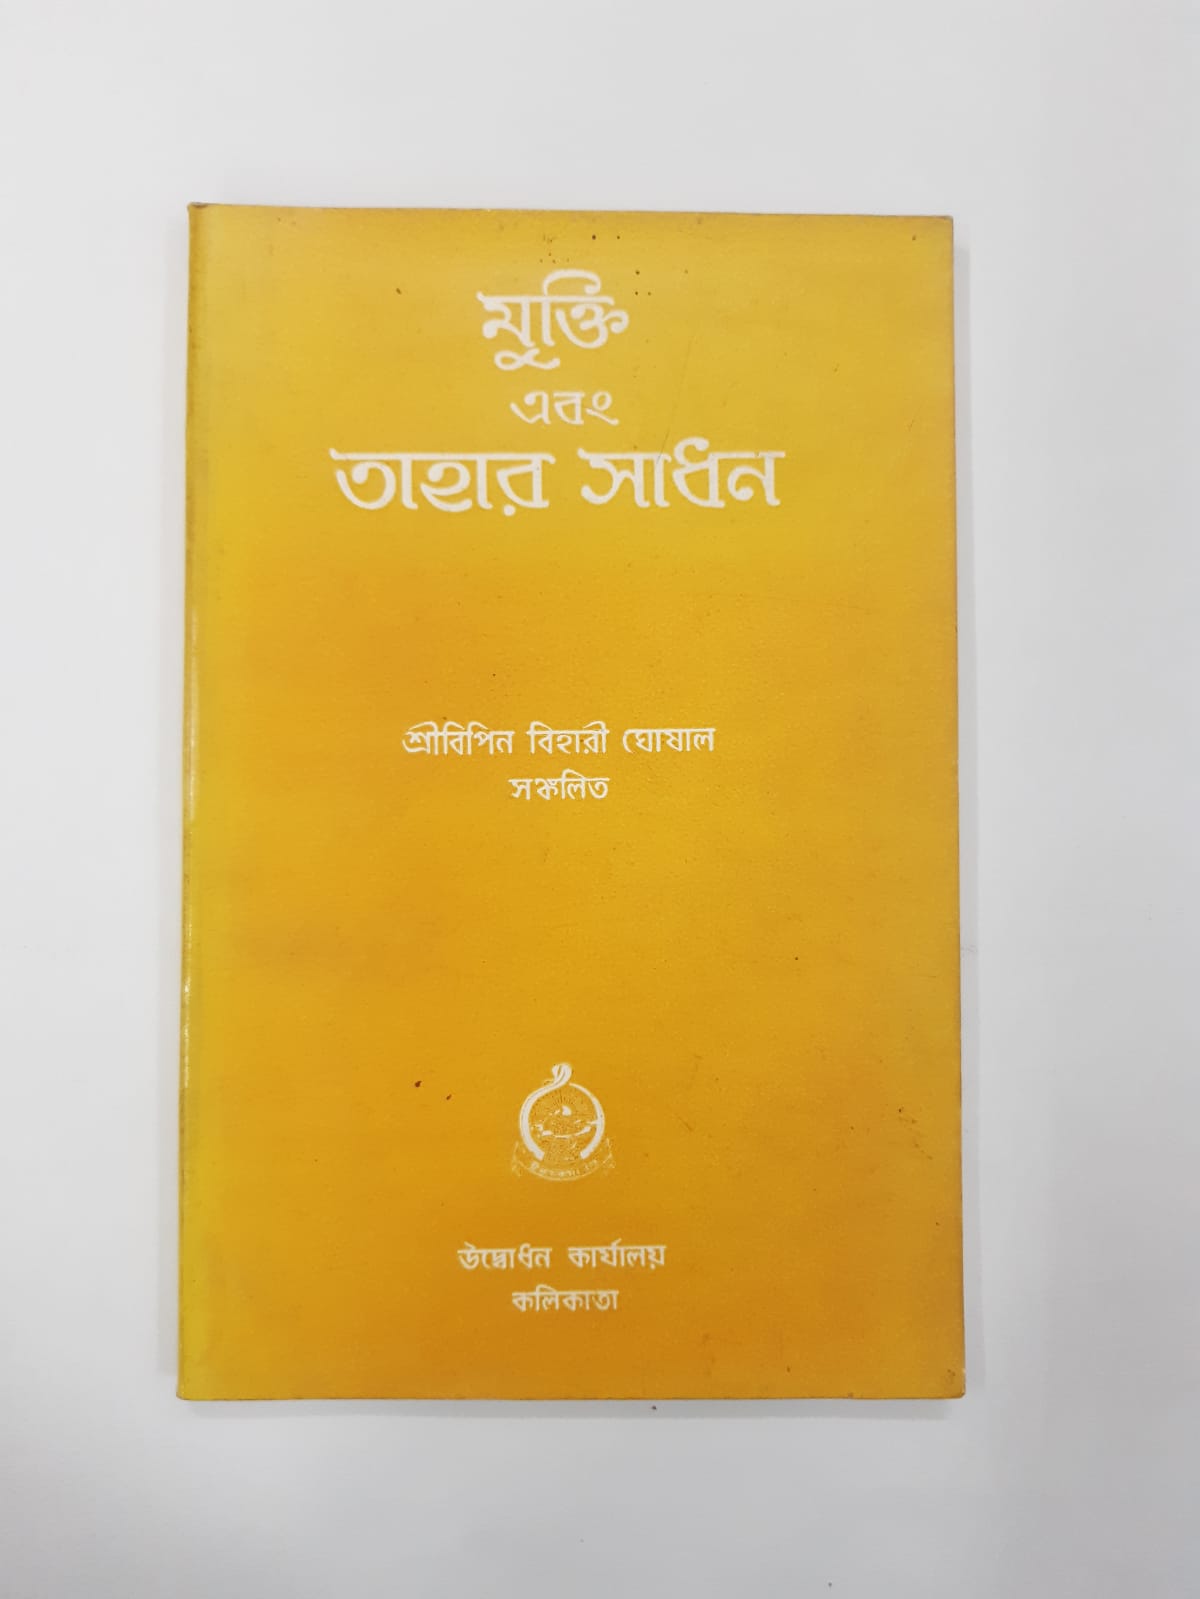 মুক্তি
এবং
তাহার সাধন
শ্রীবিপিন বিহারী ঘোষাল
সঙ্কলিত
উদ্বোধন কার্যালয়
কলিকাতা